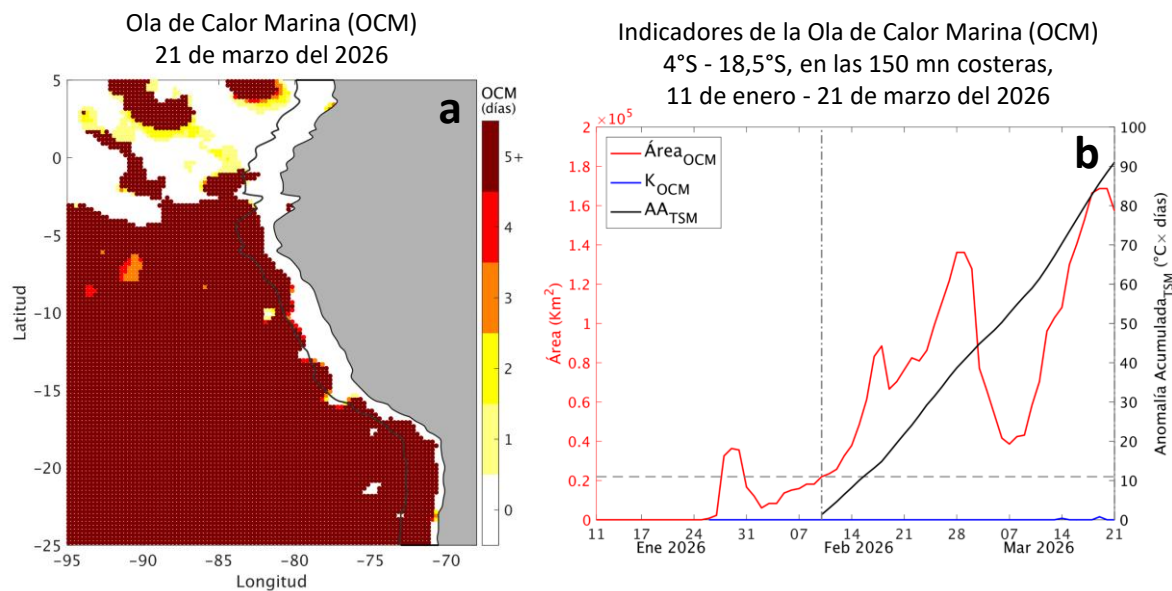 Ola de Calor Marina (OCM)
21 de marzo del 2026
a
OCM
(días)
5+
4
3
2
1
0
5
0
−5
−10
−15
−20
−25
Latitud
−95
−90
−85
−80
−75
−70
Longitud
Indicadores de la Ola de Calor Marina (OCM)
4°S - 18,5°S, en las 150 mn costeras,
11 de enero - 21 de marzo del 2026
b
×10⁵
Área_OCM
K_OCM
AA_TSM
2
1.8
1.6
1.4
1.2
1
0.8
0.6
0.4
0.2
0
Área (Km²)
100
90
80
70
60
50
40
30
20
10
0
Anomalía Acumulada_TSM (°C× días)
11 17 24 31 07 14 21 28 07 14 21
Ene 2026 Feb 2026 Mar 2026